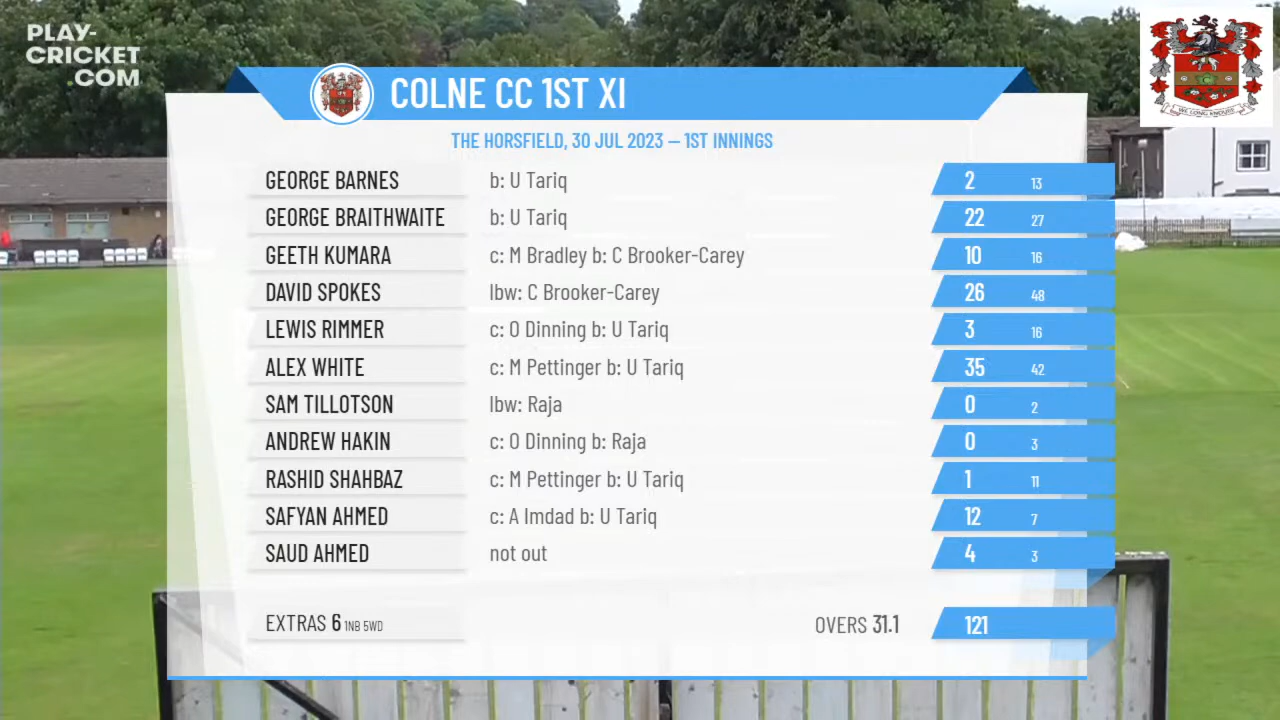 PLAY-
CRICKET
.COM
COLNE CC 1ST XI
THE HORSFIELD, 30 JUL 2023 – 1ST INNINGS
GEORGE BARNES b: U Tariq 2 13
GEORGE BRAITHWAITE b: U Tariq 22 27
GEETH KUMARA c: M Bradley b: C Brooker-Carey 10 16
DAVID SPOKES lbw: C Brooker-Carey 26 48
LEWIS RIMMER c: O Dinning b: U Tariq 3 16
ALEX WHITE c: M Pettinger b: U Tariq 35 42
SAM TILLOTSON lbw: Raja 0 2
ANDREW HAKIN c: O Dinning b: Raja 0 3
RASHID SHAHBAZ c: M Pettinger b: U Tariq 1 11
SAFYAN AHMED c: A Imdad b: U Tariq 12 7
SAUD AHMED not out 4 3
EXTRAS 6 1NB 5WD OVERS 31.1 121